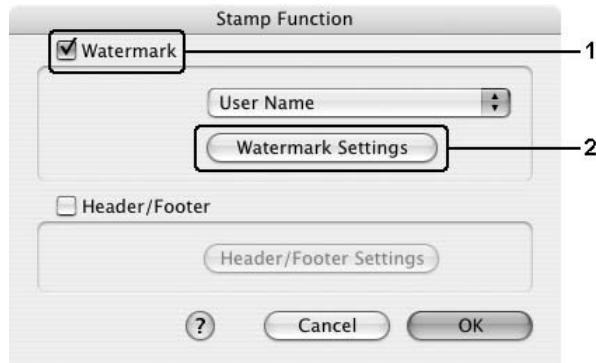 Stamp Function
Watermark
1
User Name
Watermark Settings
2
Header/Footer
Header/Footer Settings
?
Cancel
OK